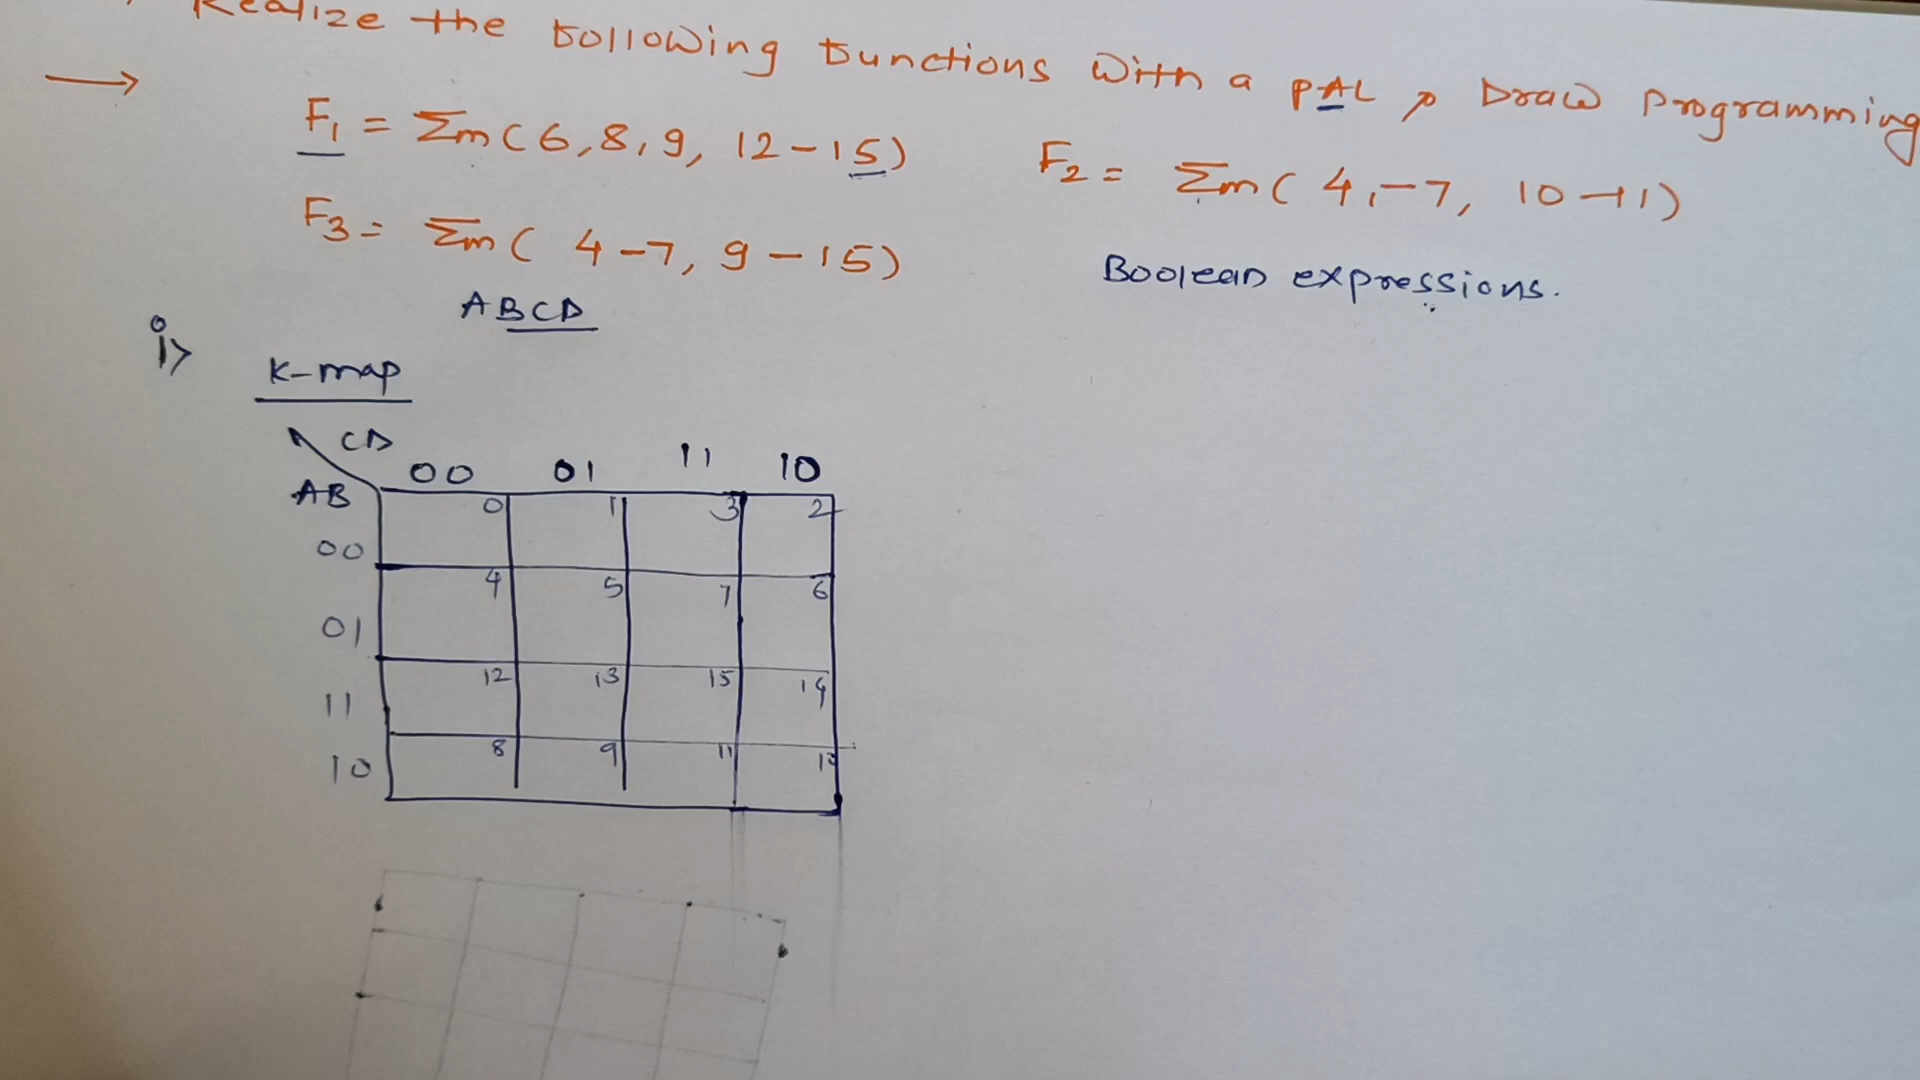 Realize the following functions with a PAL, Draw Programming
F1 = Σm(6,8,9, 12-15)
F2 = Σm( 4,-7, 10-11)
F3 = Σm( 4-7, 9-15)
Boolean expressions.
ABCD
i>
K-map
CD
00 01 11 10
AB
0 1 3 2
00
4 5 7 6
01
12 13 15 14
11
8 9 11 10
10